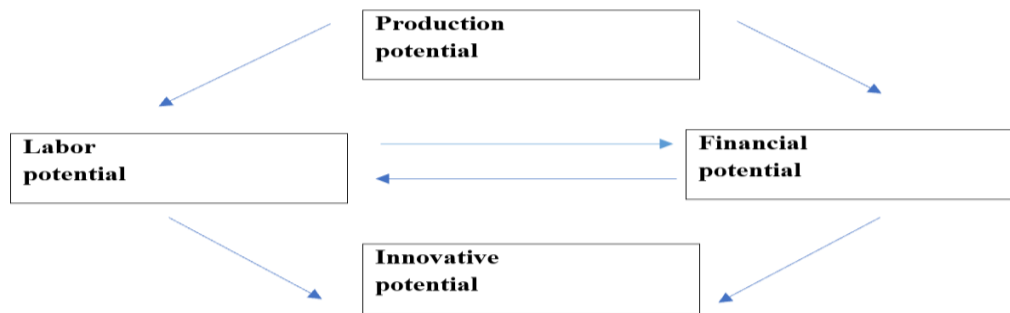 Production
potential
Labor
potential
Financial
potential
Innovative
potential